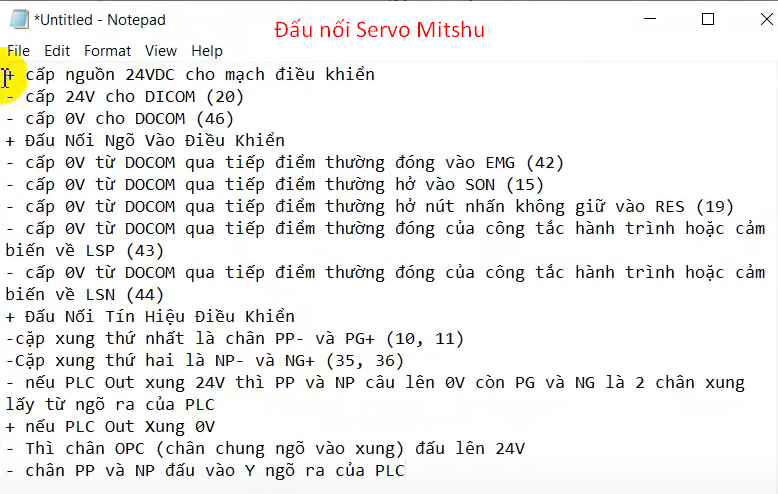 *Untitled - Notepad
Đấu nối Servo Mitshu
File Edit Format View Help
+ cấp nguồn 24VDC cho mạch điều khiển
- cấp 24V cho DICOM (20)
- cấp 0V cho DOCOM (46)
+ Đấu Nối Ngõ Vào Điều Khiển
- cấp 0V từ DOCOM qua tiếp điểm thường đóng vào EMG (42)
- cấp 0V từ DOCOM qua tiếp điểm thường hở vào SON (15)
- cấp 0V từ DOCOM qua tiếp điểm thường hở nút nhấn không giữ vào RES (19)
- cấp 0V từ DOCOM qua tiếp điểm thường đóng của công tắc hành trình hoặc cảm
biến về LSP (43)
- cấp 0V từ DOCOM qua tiếp điểm thường đóng của công tắc hành trình hoặc cảm
biến về LSN (44)
+ Đấu Nối Tín Hiệu Điều Khiển
-cặp xung thứ nhất là chân PP- và PG+ (10, 11)
-Cặp xung thứ hai là NP- và NG+ (35, 36)
- nếu PLC Out xung 24V thì PP và NP câu lên 0V còn PG và NG là 2 chân xung
lấy từ ngõ ra của PLC
+ nếu PLC Out Xung 0V
- Thì chân OPC (chân chung ngõ vào xung) đấu lên 24V
- chân PP và NP đấu vào Y ngõ ra của PLC